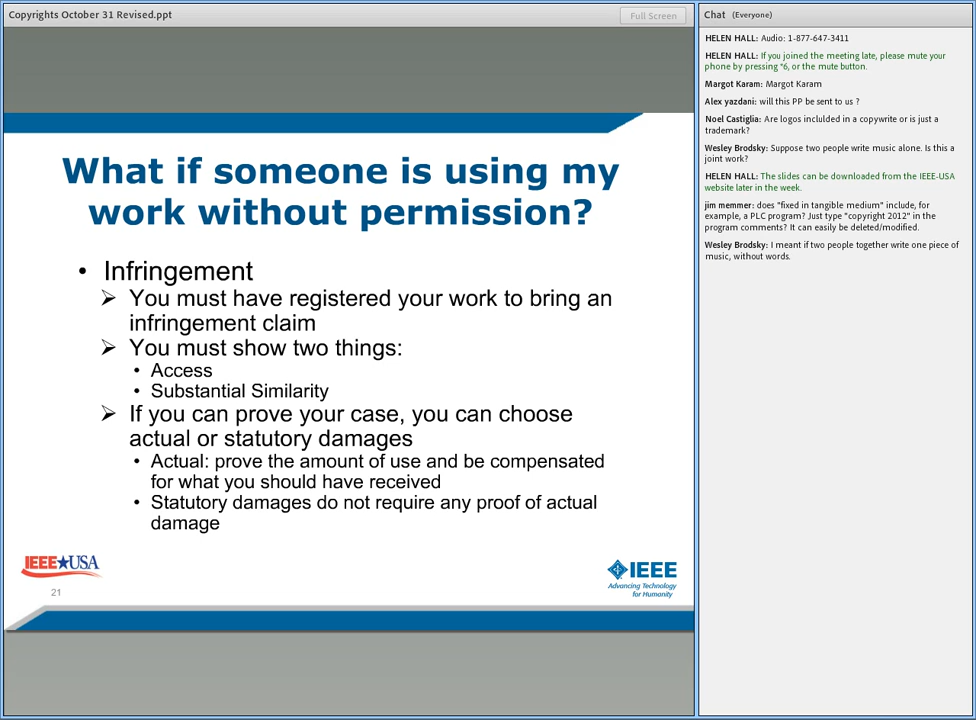 Copyrights October 31 Revised.ppt
Full Screen
What if someone is using my
work without permission?
• Infringement
➢ You must have registered your work to bring an
infringement claim
➢ You must show two things:
• Access
• Substantial Similarity
➢ If you can prove your case, you can choose
actual or statutory damages
• Actual: prove the amount of use and be compensated
for what you should have received
• Statutory damages do not require any proof of actual
damage
IEEE★USA
IEEE
Advancing Technology
for Humanity
21
Chat (Everyone)
HELEN HALL: Audio: 1-877-647-3411
HELEN HALL: If you joined the meeting late, please mute your
phone by pressing *6, or the mute button.
Margot Karam: Margot Karam
Alex yazdani: will this PP be sent to us ?
Noel Castiglia: Are logos inclulded in a copywrite or is just a
trademark?
Wesley Brodsky: Suppose two people write music alone. Is this a
joint work?
HELEN HALL: The slides can be downloaded from the IEEE-USA
website later in the week.
jim memmer: does "fixed in tangible medium" include, for
example, a PLC program? Just type "copyright 2012" in the
program comments? It can easily be deleted/modified.
Wesley Brodsky: I meant if two people together write one piece of
music, without words.